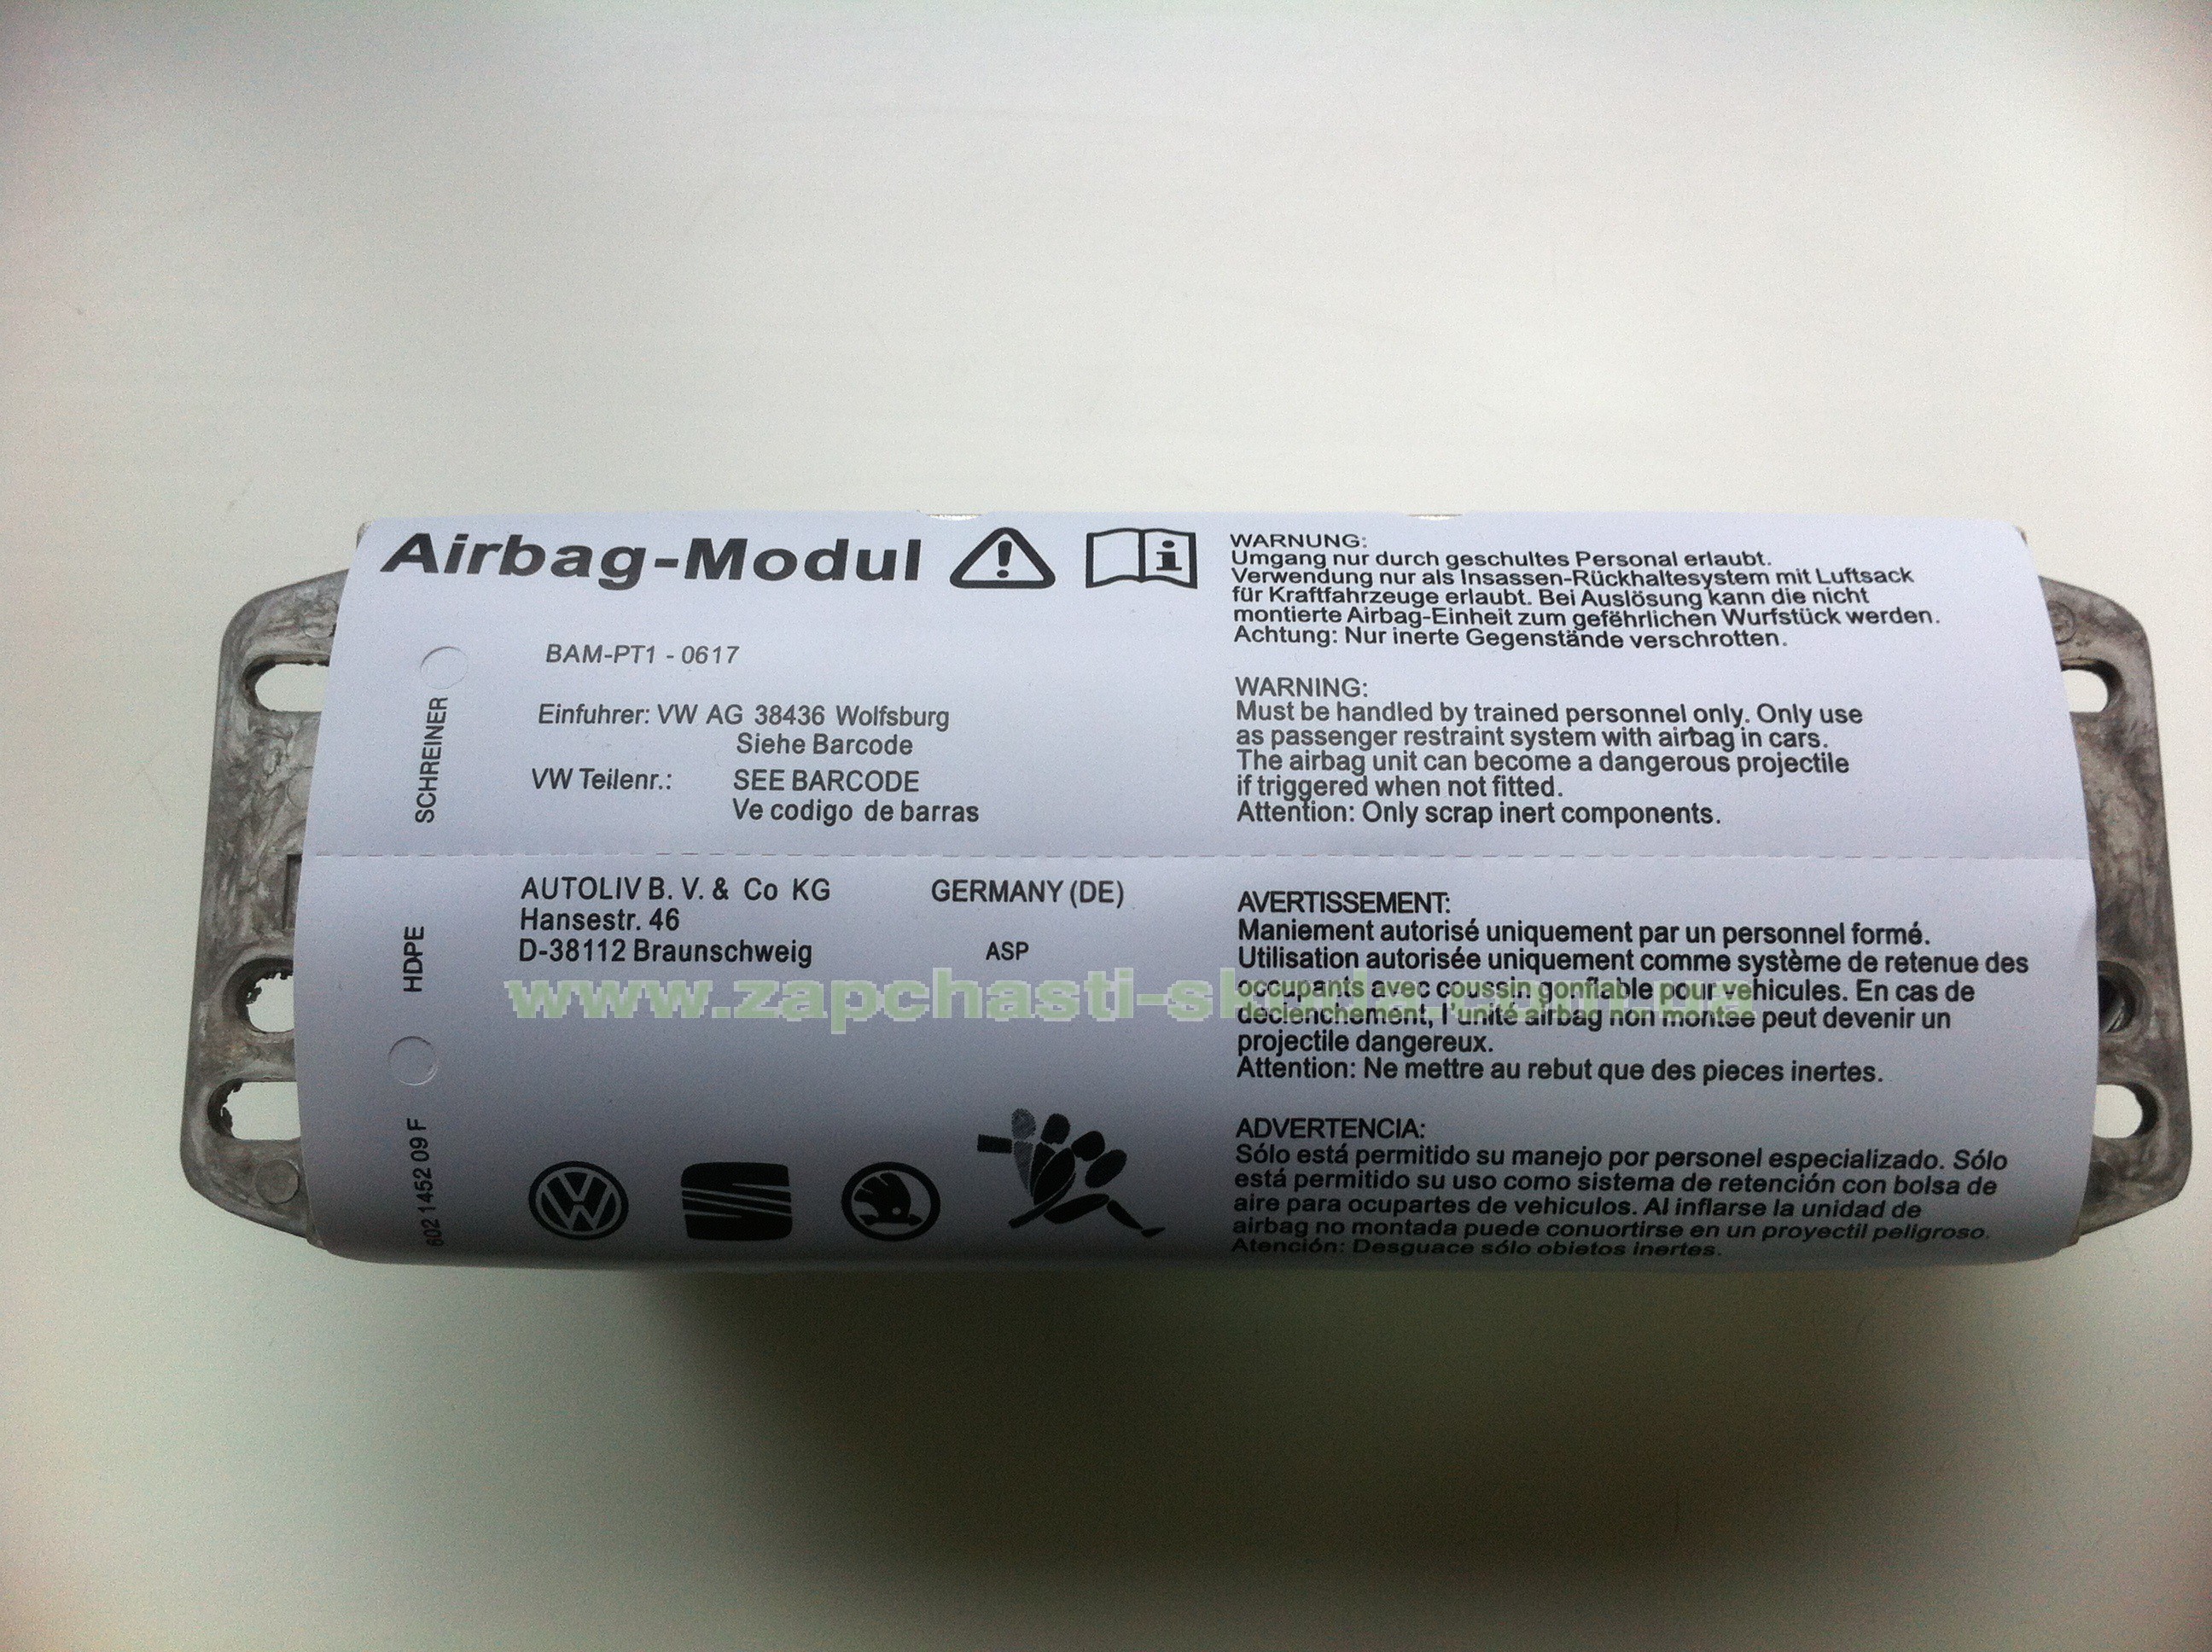 Airbag-Modul
BAM-PT1 - 0617
Einfuhrer: VW AG 38436 Wolfsburg
Siehe Barcode
VW Teilenr.: SEE BARCODE
Ve codigo de barras
SCHREINER
AUTOLIV B. V. & Co KG GERMANY (DE)
Hansestr. 46
D-38112 Braunschweig ASP
HDPE
602 1452 09 F
WARNUNG:
Umgang nur durch geschultes Personal erlaubt.
Verwendung nur als Insassen-Rückhaltesystem mit Luftsack
für Kraftfahrzeuge erlaubt. Bei Auslösung kann die nicht
montierte Airbag-Einheit zum gefëhrlichen Wurfstück werden.
Achtung: Nur inerte Gegenstände verschrotten.
WARNING:
Must be handled by trained personnel only. Only use
as passenger restraint system with airbag in cars.
The airbag unit can become a dangerous projectile
if triggered when not fitted.
Attention: Only scrap inert components.
AVERTISSEMENT:
Maniement autorisé uniquement par un personnel formé.
Utilisation autorisée uniquement comme système de retenue des
occupants avec coussin gonflable pour vehicules. En cas de
declenchement, l'unité airbag non montee peut devenir un
projectile dangereux.
Attention: Ne mettre au rebut que des pieces inertes.
ADVERTENCIA:
Sólo está permitido su manejo por personel especializado. Sólo
está permitido su uso como sistema de retención con bolsa de
aire para ocupartes de vehiculos. Al inflarse la unidad de
airbag no montada puede conuortirse en un proyectil peligroso.
Atención: Desguace sólo obietos inertes.
www.zapchasti-skoda.com.ua